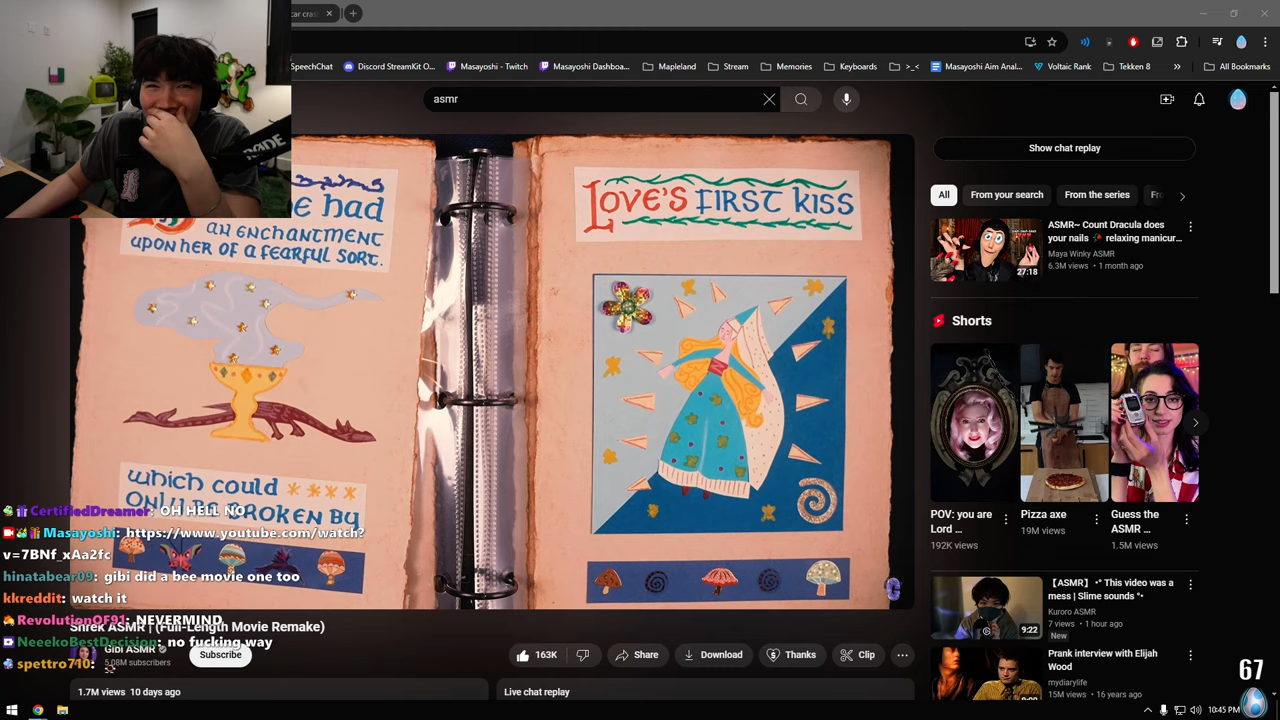 car cras
SpeechChat
Discord StreamKit O...
Masayoshi - Twitch
Masayoshi Dashboa...
Mapleland
Stream
Memories
Keyboards
>_<
Masayoshi Aim Anal...
Voltaic Rank
Tekken 8
»
All Bookmarks
asmr
RØDE
Show chat replay
All
From your search
From the series
Fr
he had
an enchantment
upon her of a fearful sort.
which could
only be broken by
Love's first kiss
ASMR~ Count Dracula does
your nails 🥀 relaxing manicur...
Maya Winky ASMR
6.3M views • 1 month ago
27:18
Shorts
POV: you are
Lord ...
192K views
Pizza axe
19M views
Guess the
ASMR ...
1.5M views
【ASMR】•° This video was a
mess | Slime sounds °•
Kuroro ASMR
7 views • 1 hour ago
New
9:22
Prank interview with Elijah
Wood
mydiarylife
15M views • 16 years ago
CertifiedDreamer: OH HELL NO
Masayoshi: https://www.youtube.com/watch?
v=7BNf_xAa2fc
hinatabear09: gibi did a bee movie one too
kkreddit: watch it
RevolutionOF91: NEVERMIND
NeeekoBestDecision: no fucking way
spettro710:
Shrek ASMR | (Full-Length Movie Remake)
Gibi ASMR
5.08M subscribers
Subscribe
163K
Share
Download
Thanks
Clip
1.7M views 10 days ago
Live chat replay
67
10:45 PM